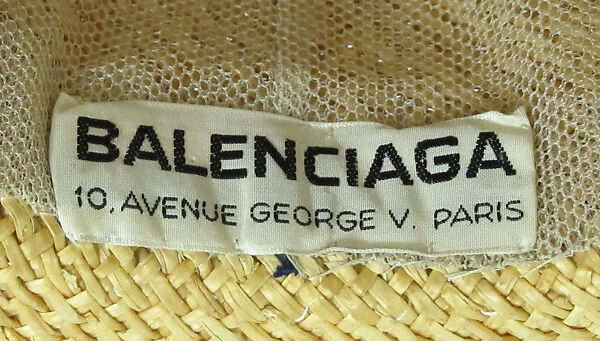 BALENCIAGA
10, AVENUE GEORGE V. PARIS